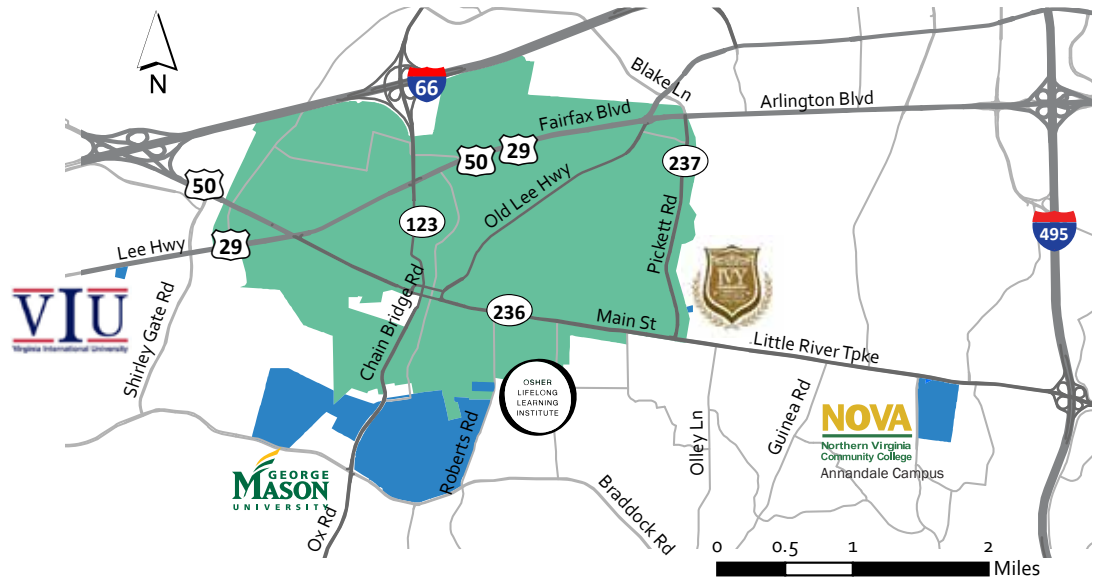 N
66
Blake Ln
Arlington Blvd
Fairfax Blvd
50
29
50
29
237
Old Lee Hwy
123
Pickett Rd
495
Lee Hwy
VIU
Virginia International University
Shirley Gate Rd
Chain Bridge Rd
236
Main St
IVY
Little River Tpke
OSHER
LIFELONG
LEARNING
INSTITUTE
Roberts Rd
Olley Ln
Guinea Rd
NOVA
Northern Virginia
Community College
Annandale Campus
GEORGE
MASON
UNIVERSITY
Ox Rd
Braddock Rd
0 0.5 1 2
Miles